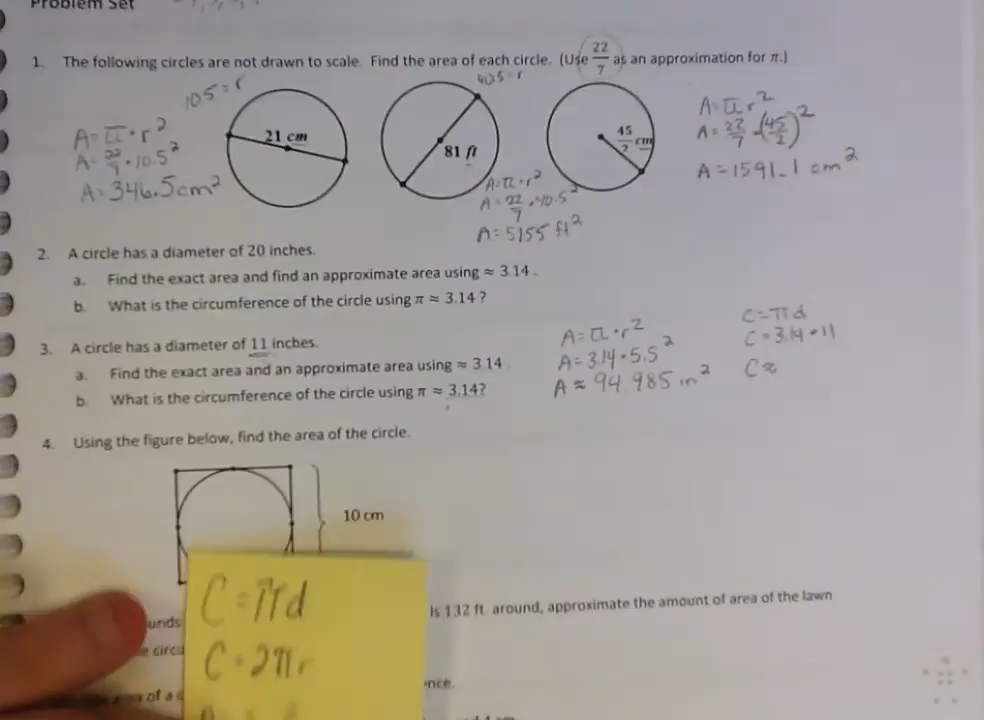 Problem Set
1. The following circles are not drawn to scale. Find the area of each circle. (Use 22/7 as an approximation for π.)
10.5 = r
40.5 = r
A = π · r²
A = 22/7 · 10.5²
A = 346.5 cm²
21 cm
81 ft
A = π · r²
A = 22/7 · 40.5²
A = 5155 ft²
45/2 cm
A = π r²
A = 22/7 · (45/2)²
A = 1591.1 cm²
2. A circle has a diameter of 20 inches.
a. Find the exact area and find an approximate area using ≈ 3.14.
b. What is the circumference of the circle using π ≈ 3.14?
3. A circle has a diameter of 11 inches.
a. Find the exact area and an approximate area using ≈ 3.14.
b. What is the circumference of the circle using π ≈ 3.14?
A = π · r²
A = 3.14 · 5.5²
A ≈ 94.985 in²
C = πd
C = 3.14 · 11
C ≈
4. Using the figure below, find the area of the circle.
10 cm
C = πd
C = 2πr
is 132 ft. around, approximate the amount of area of the lawn
of a